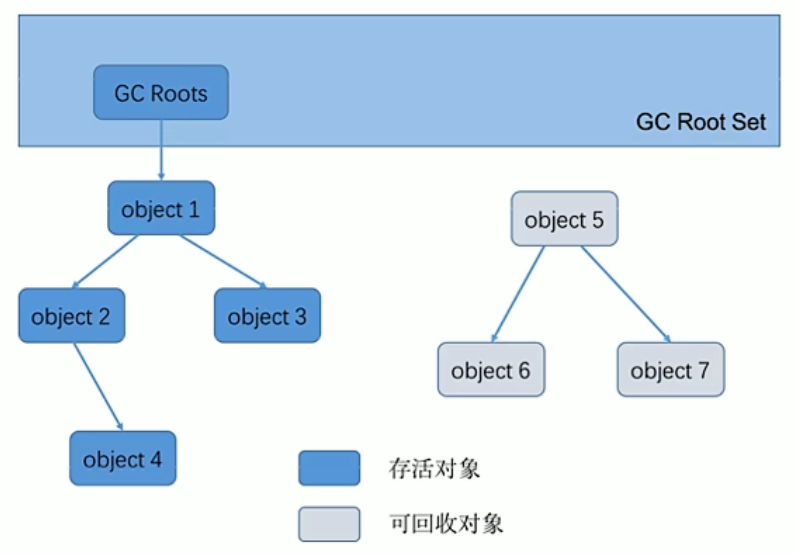 GC Roots
GC Root Set
object 1
object 5
object 2
object 3
object 6
object 7
object 4
存活对象
可回收对象